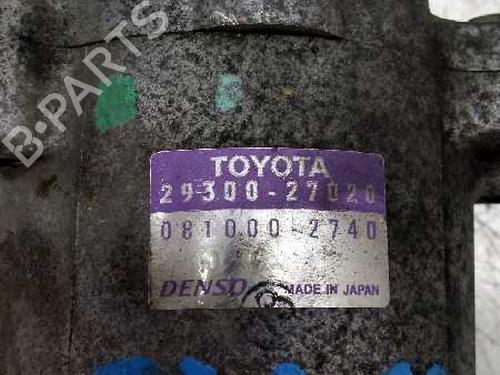 B-PARTS
TOYOTA
29300-27020
081000-2740
DENSO MADE IN JAPAN